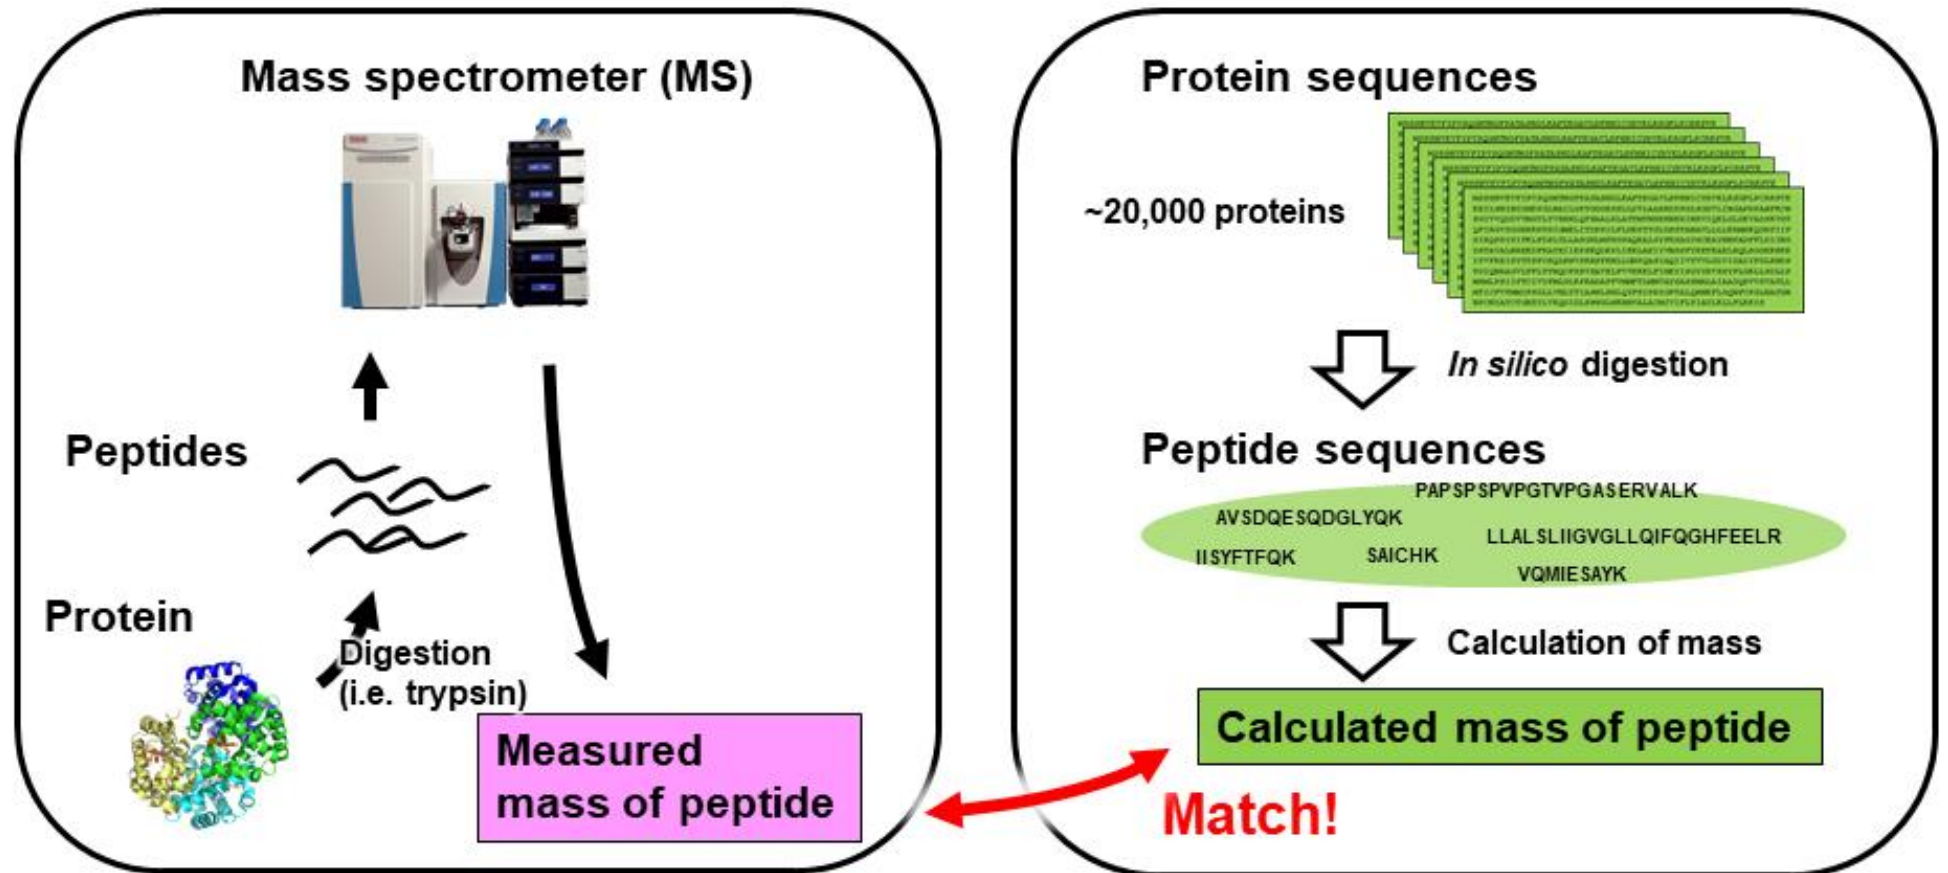 Mass spectrometer (MS)
Peptides
Protein
Digestion
(i.e. trypsin)
Measured
mass of peptide
Protein sequences
~20,000 proteins
In silico digestion
Peptide sequences
PAPSPSPVPGTVPGASERVALK
AVSDQESQDGLYQK
LLALSLIIGVGLLQIFQGHFEELR
IISYFTFQK
SAICHK
VQMIESAYK
Calculation of mass
Calculated mass of peptide
Match!